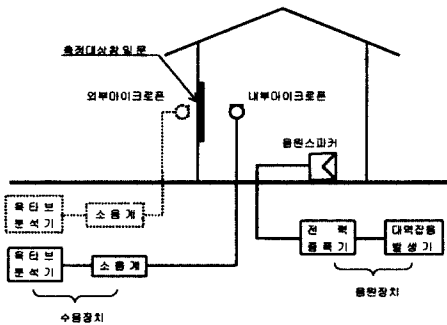 측정대상창및문
외부마이크로폰
내부마이크로폰
음원스피커
옥타브
분석기
소음계
옥타브
분석기
소음계
전력
증폭기
대역잡음
발생기
수음장치
음원장치